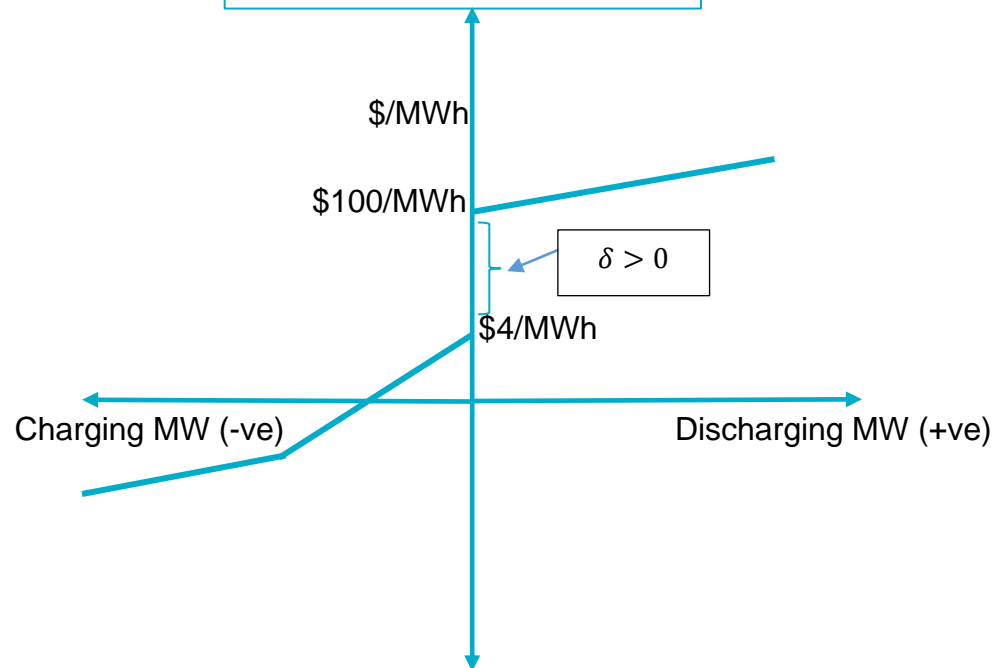 $/MWh
$100/MWh
δ > 0
$4/MWh
Charging MW (-ve)
Discharging MW (+ve)